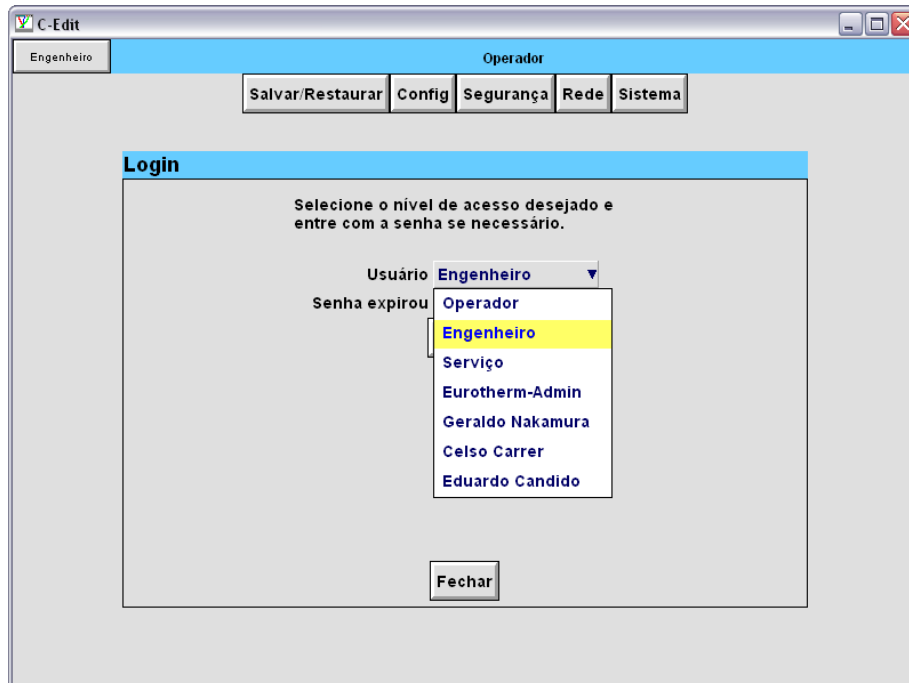 C-Edit
Engenheiro
Operador
Salvar/Restaurar Config Segurança Rede Sistema
Login
Selecione o nível de acesso desejado e
entre com a senha se necessário.
Usuário Engenheiro
Senha expirou
Operador
Engenheiro
Serviço
Eurotherm-Admin
Geraldo Nakamura
Celso Carrer
Eduardo Candido
Fechar